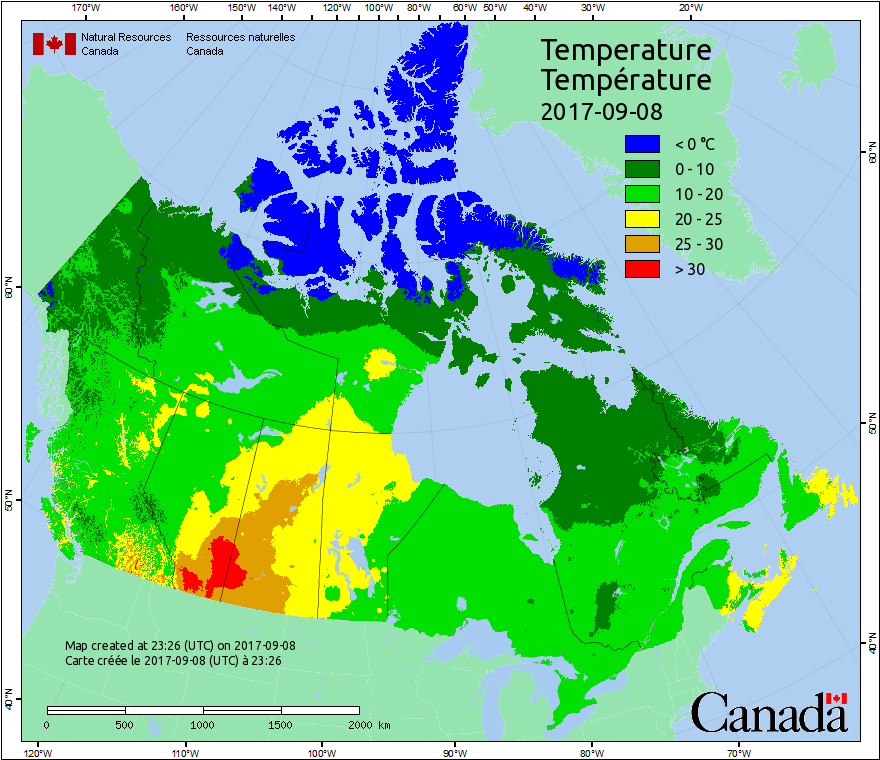 170°W 160°W 150°W 140°W 120°W 100°W 80°W 60°W 50°W 40°W 30°W 20°W
Natural Resources Ressources naturelles
Canada Canada
Temperature
Température
2017-09-08
< 0 °C
0 - 10
10 - 20
20 - 25
25 - 30
> 30
60°N
60°N
50°N
50°N
40°N
40°N
Map created at 23:26 (UTC) on 2017-09-08
Carte créée le 2017-09-08 (UTC) à 23:26
0 500 1000 1500 2000 km
Canada
120°W 110°W 100°W 90°W 80°W 70°W